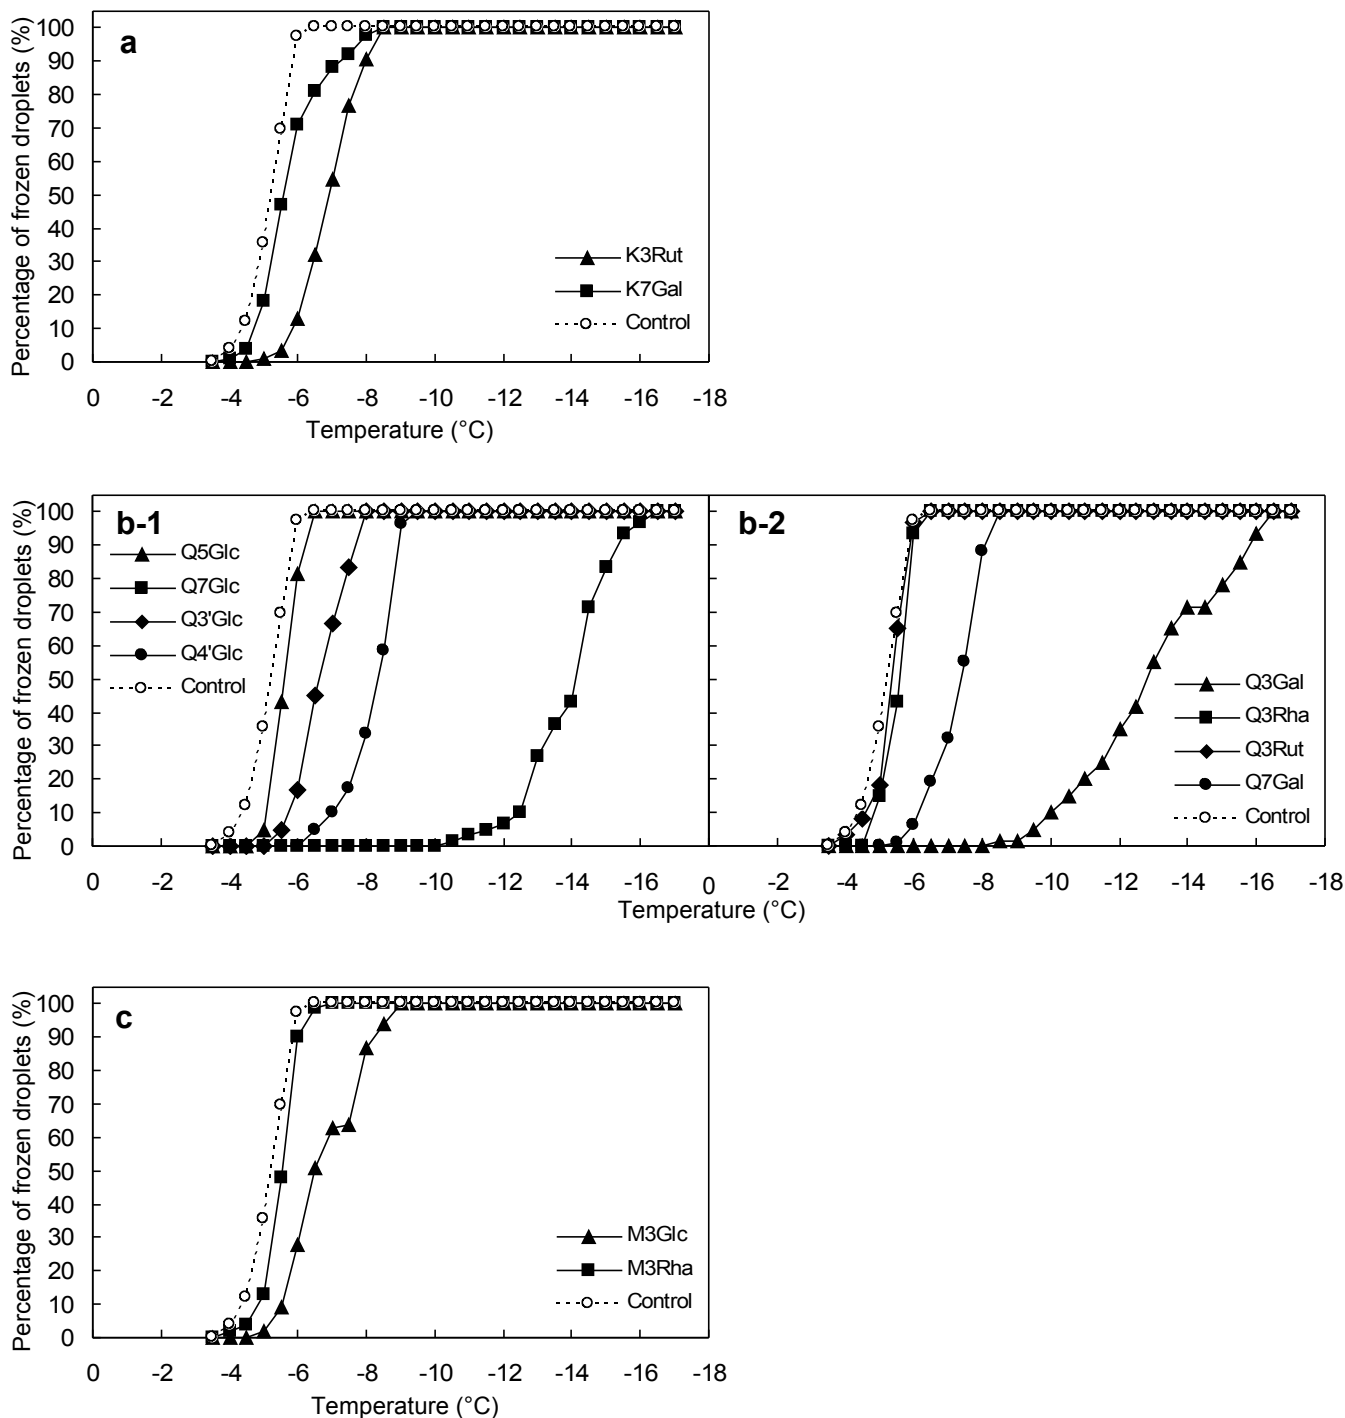 a
Percentage of frozen droplets (%)
100
90
80
70
60
50
40
30
20
10
0
K3Rut
K7Gal
Control
0 -2 -4 -6 -8 -10 -12 -14 -16 -18
Temperature (°C)
b-1
Percentage of frozen droplets (%)
100
90
80
70
60
50
40
30
20
10
0
Q5Glc
Q7Glc
Q3'Glc
Q4'Glc
Control
0 -2 -4 -6 -8 -10 -12 -14 -16
b-2
Q3Gal
Q3Rha
Q3Rut
Q7Gal
Control
0 -2 -4 -6 -8 -10 -12 -14 -16 -18
Temperature (°C)
c
Percentage of frozen droplets (%)
100
90
80
70
60
50
40
30
20
10
0
M3Glc
M3Rha
Control
0 -2 -4 -6 -8 -10 -12 -14 -16 -18
Temperature (°C)